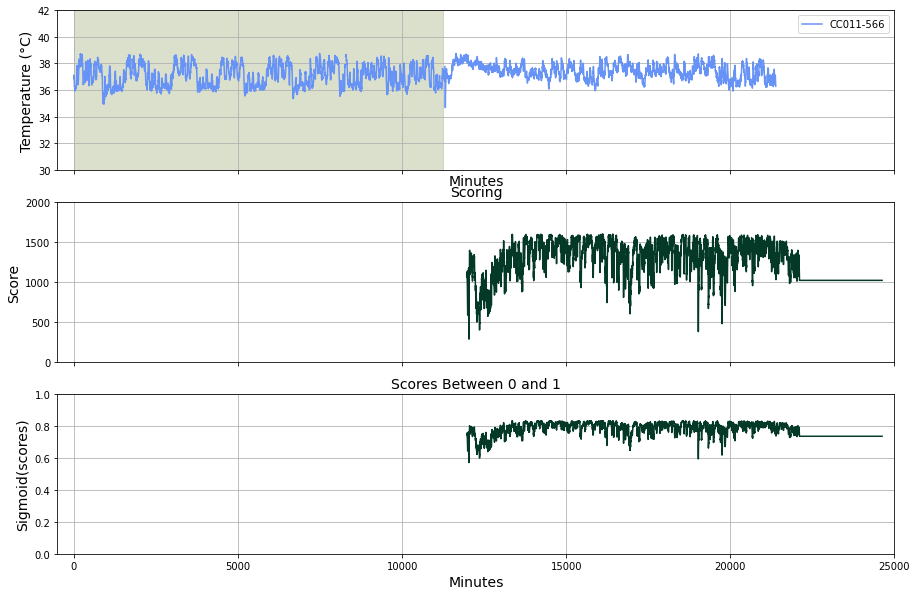 42
40
38
36
34
32
30
Temperature (°C)
CC011-566
Minutes
Scoring
2000
1500
1000
500
0
Score
Scores Between 0 and 1
1.0
0.8
0.6
0.4
0.2
0.0
Sigmoid(scores)
0 5000 10000 15000 20000 25000
Minutes